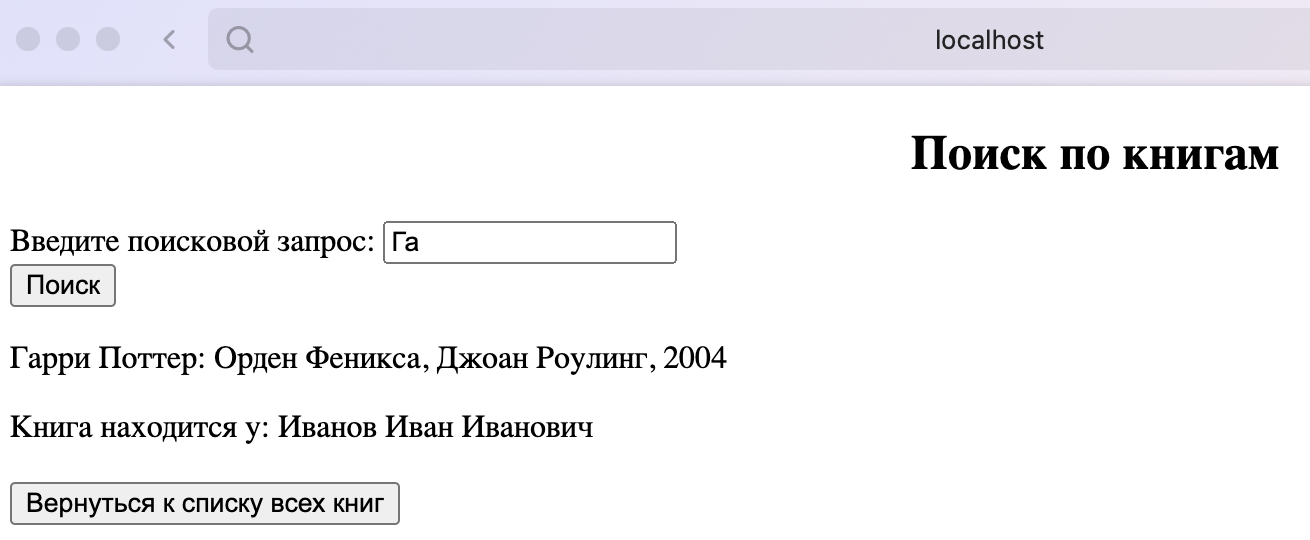 localhost
Поиск по книгам
Введите поисковой запрос: Га
Поиск
Гарри Поттер: Орден Феникса, Джоан Роулинг, 2004
Книга находится у: Иванов Иван Иванович
Вернуться к списку всех книг